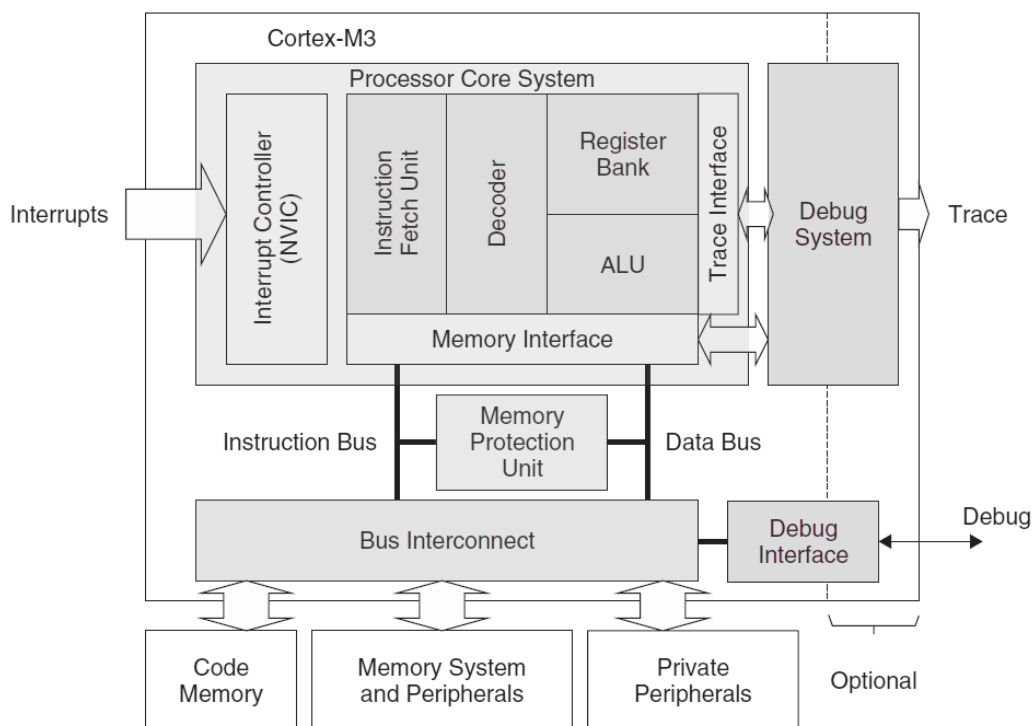 Cortex-M3
Processor Core System
Interrupts
Interrupt Controller
(NVIC)
Instruction
Fetch Unit
Decoder
Register
Bank
ALU
Trace Interface
Memory Interface
Debug
System
Trace
Instruction Bus
Memory
Protection
Unit
Data Bus
Bus Interconnect
Debug
Interface
Debug
Code
Memory
Memory System
and Peripherals
Private
Peripherals
Optional